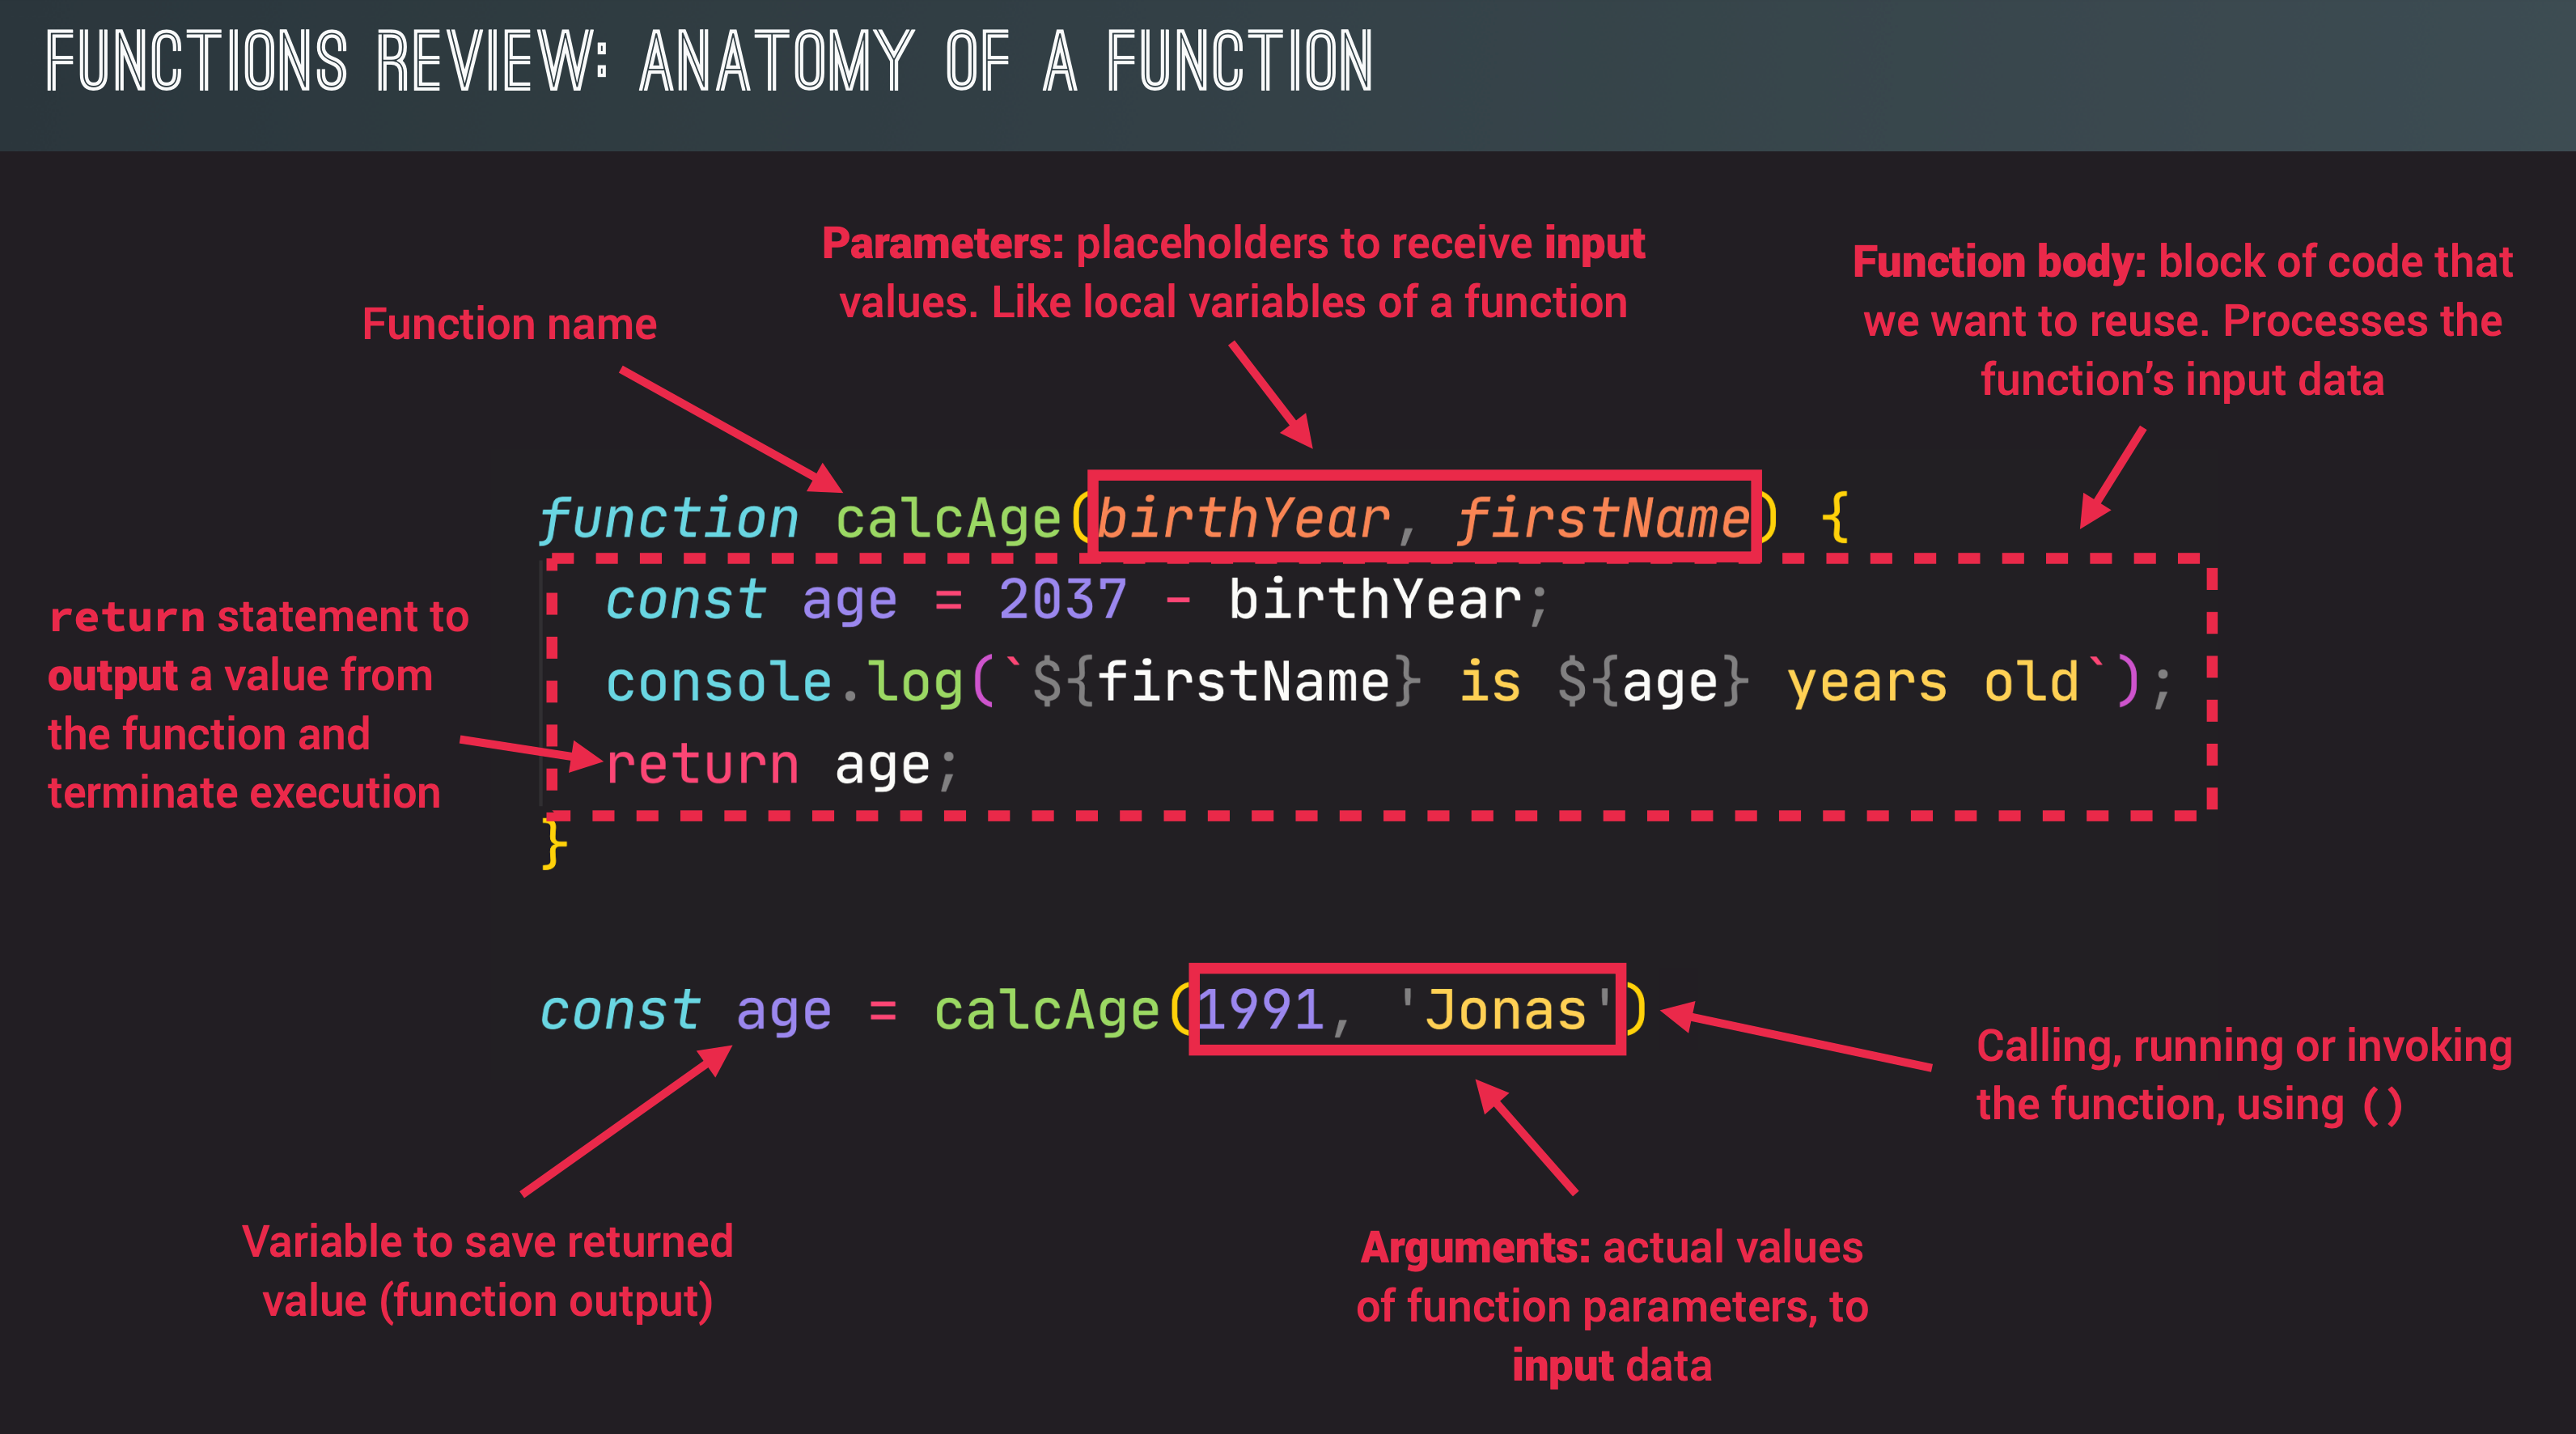 FUNCTIONS REVIEW: ANATOMY OF A FUNCTION
Function name
Parameters: placeholders to receive input
values. Like local variables of a function
Function body: block of code that
we want to reuse. Processes the
function’s input data
function calcAge(birthYear, firstName) {
const age = 2037 - birthYear;
console.log(`${firstName} is ${age} years old`);
return age;
}
return statement to
output a value from
the function and
terminate execution
const age = calcAge(1991, 'Jonas')
Calling, running or invoking
the function, using ()
Variable to save returned
value (function output)
Arguments: actual values
of function parameters, to
input data